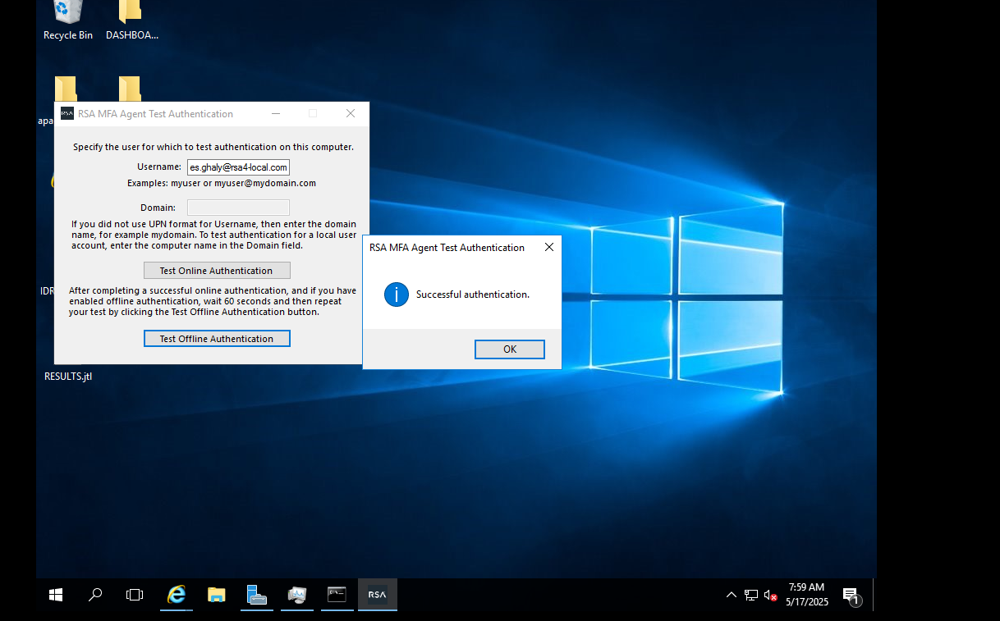 Recycle Bin
DASHBOA...
apa
RSA RSA MFA Agent Test Authentication
Specify the user for which to test authentication on this computer.
Username: es.ghaly@rsa4-local.com
Examples: myuser or myuser@mydomain.com
Domain:
If you did not use UPN format for Username, then enter the domain
name, for example mydomain. To test authentication for a local user
account, enter the computer name in the Domain field.
Test Online Authentication
After completing a successful online authentication, and if you have
enabled offline authentication, wait 60 seconds and then repeat
your test by clicking the Test Offline Authentication button.
Test Offline Authentication
RSA MFA Agent Test Authentication
Successful authentication.
OK
IDR
RESULTS.jtl
RSA
7:59 AM
5/17/2025
1